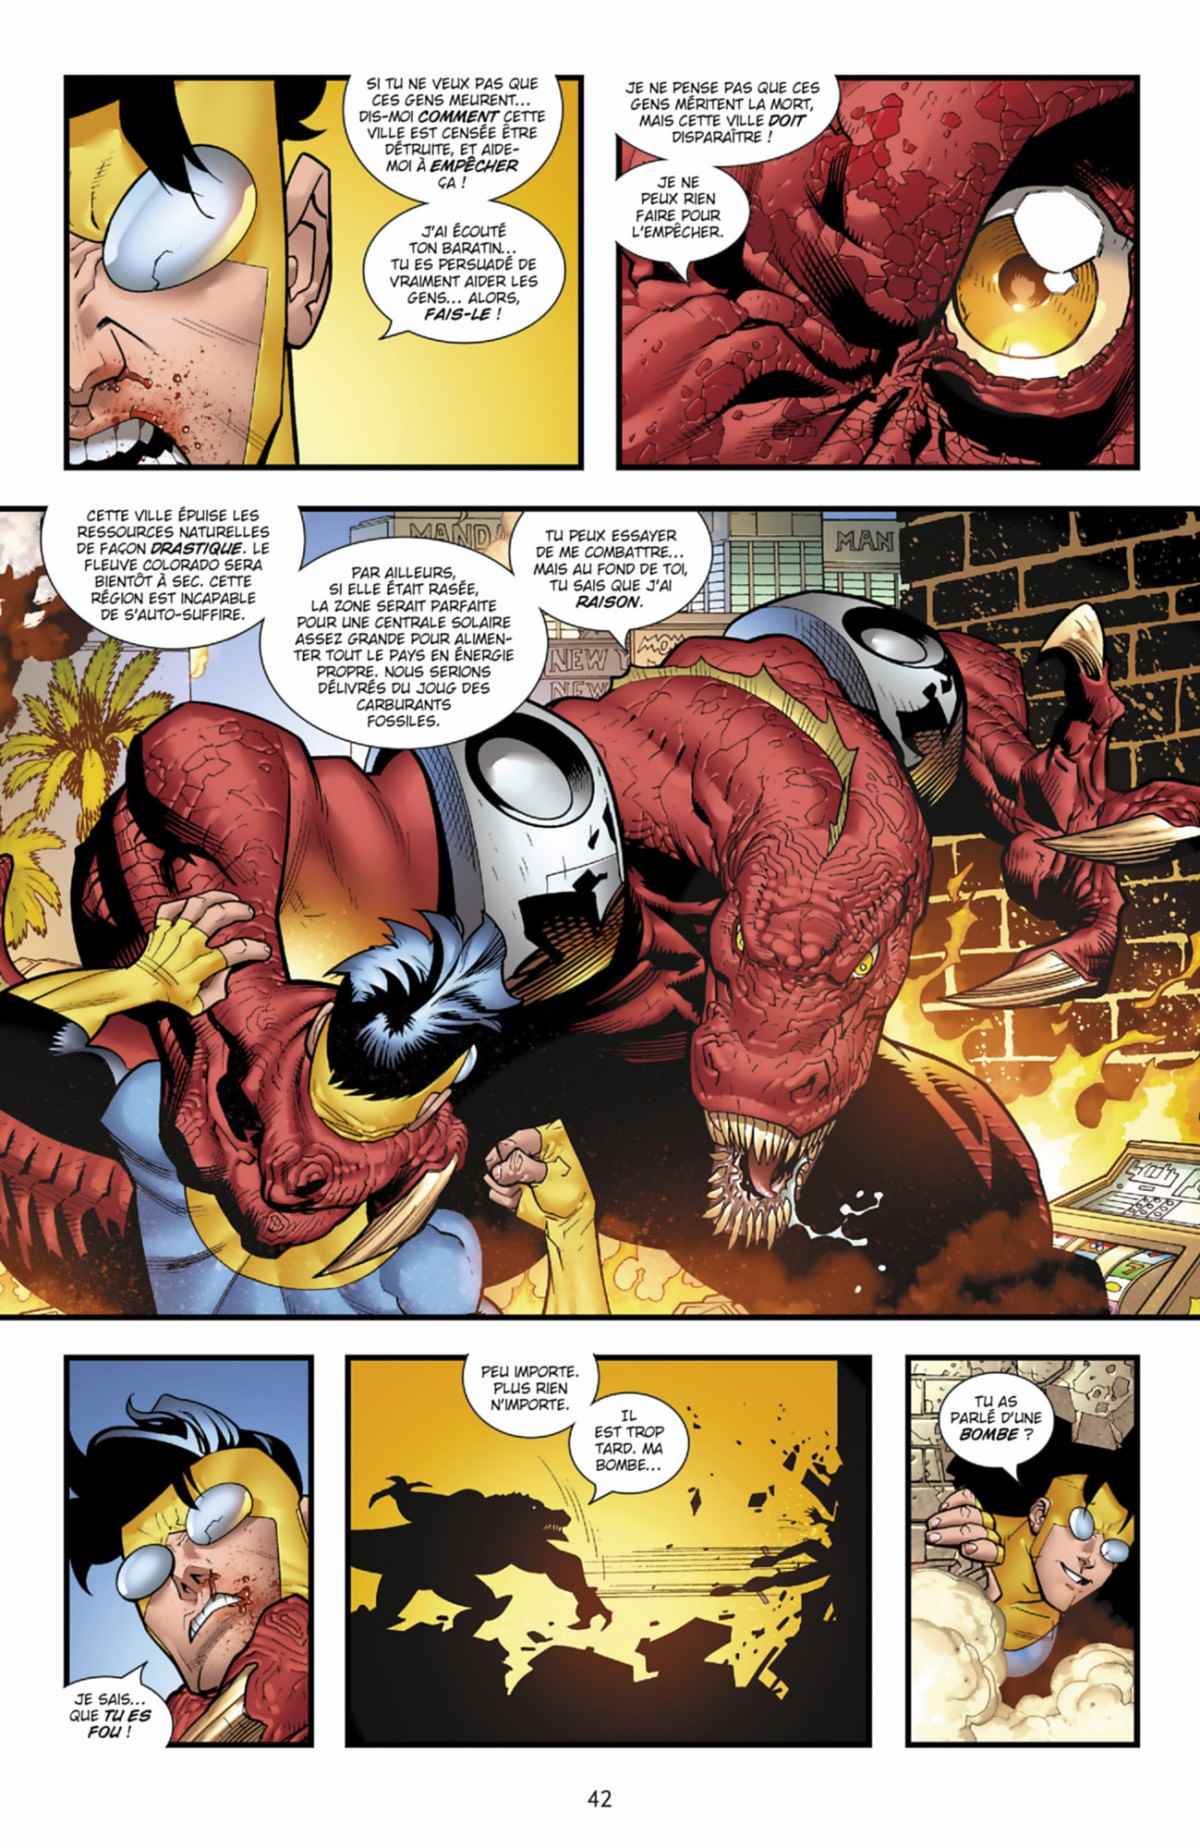 SI TU NE VEUX PAS QUE
CES GENS MEURENT...
DIS-MOI COMMENT CETTE
VILLE EST CENSÉE ÊTRE
DÉTRUITE, ET AIDE-
MOI À EMPÊCHER
ÇA !
J'AI ÉCOUTÉ
TON BARATIN...
TU ES PERSUADÉ DE
VRAIMENT AIDER LES
GENS... ALORS,
FAIS-LE !
JE NE PENSE PAS QUE CES
GENS MÉRITENT LA MORT,
MAIS CETTE VILLE DOIT
DISPARAÎTRE !
JE NE
PEUX RIEN
FAIRE POUR
L'EMPÊCHER.
CETTE VILLE ÉPUISE LES
RESSOURCES NATURELLES
DE FAÇON DRASTIQUE. LE
FLEUVE COLORADO SERA
BIENTÔT À SEC. CETTE
RÉGION EST INCAPABLE
DE S'AUTO-SUFFIRE.
PAR AILLEURS,
SI ELLE ÉTAIT RASÉE,
LA ZONE SERAIT PARFAITE
POUR UNE CENTRALE SOLAIRE
ASSEZ GRANDE POUR ALIMEN-
TER TOUT LE PAYS EN ÉNERGIE
PROPRE. NOUS SERIONS
DÉLIVRÉS DU JOUG DES
CARBURANTS
FOSSILES.
TU PEUX ESSAYER
DE ME COMBATTRE...
MAIS AU FOND DE TOI,
TU SAIS QUE J'AI
RAISON.
MANDA
MAN
NEW Y
NEW
JE SAIS...
QUE TU ES
FOU !
PEU IMPORTE.
PLUS RIEN
N'IMPORTE.
IL
EST TROP
TARD. MA
BOMBE...
TU AS
PARLÉ D'UNE
BOMBE ?
42